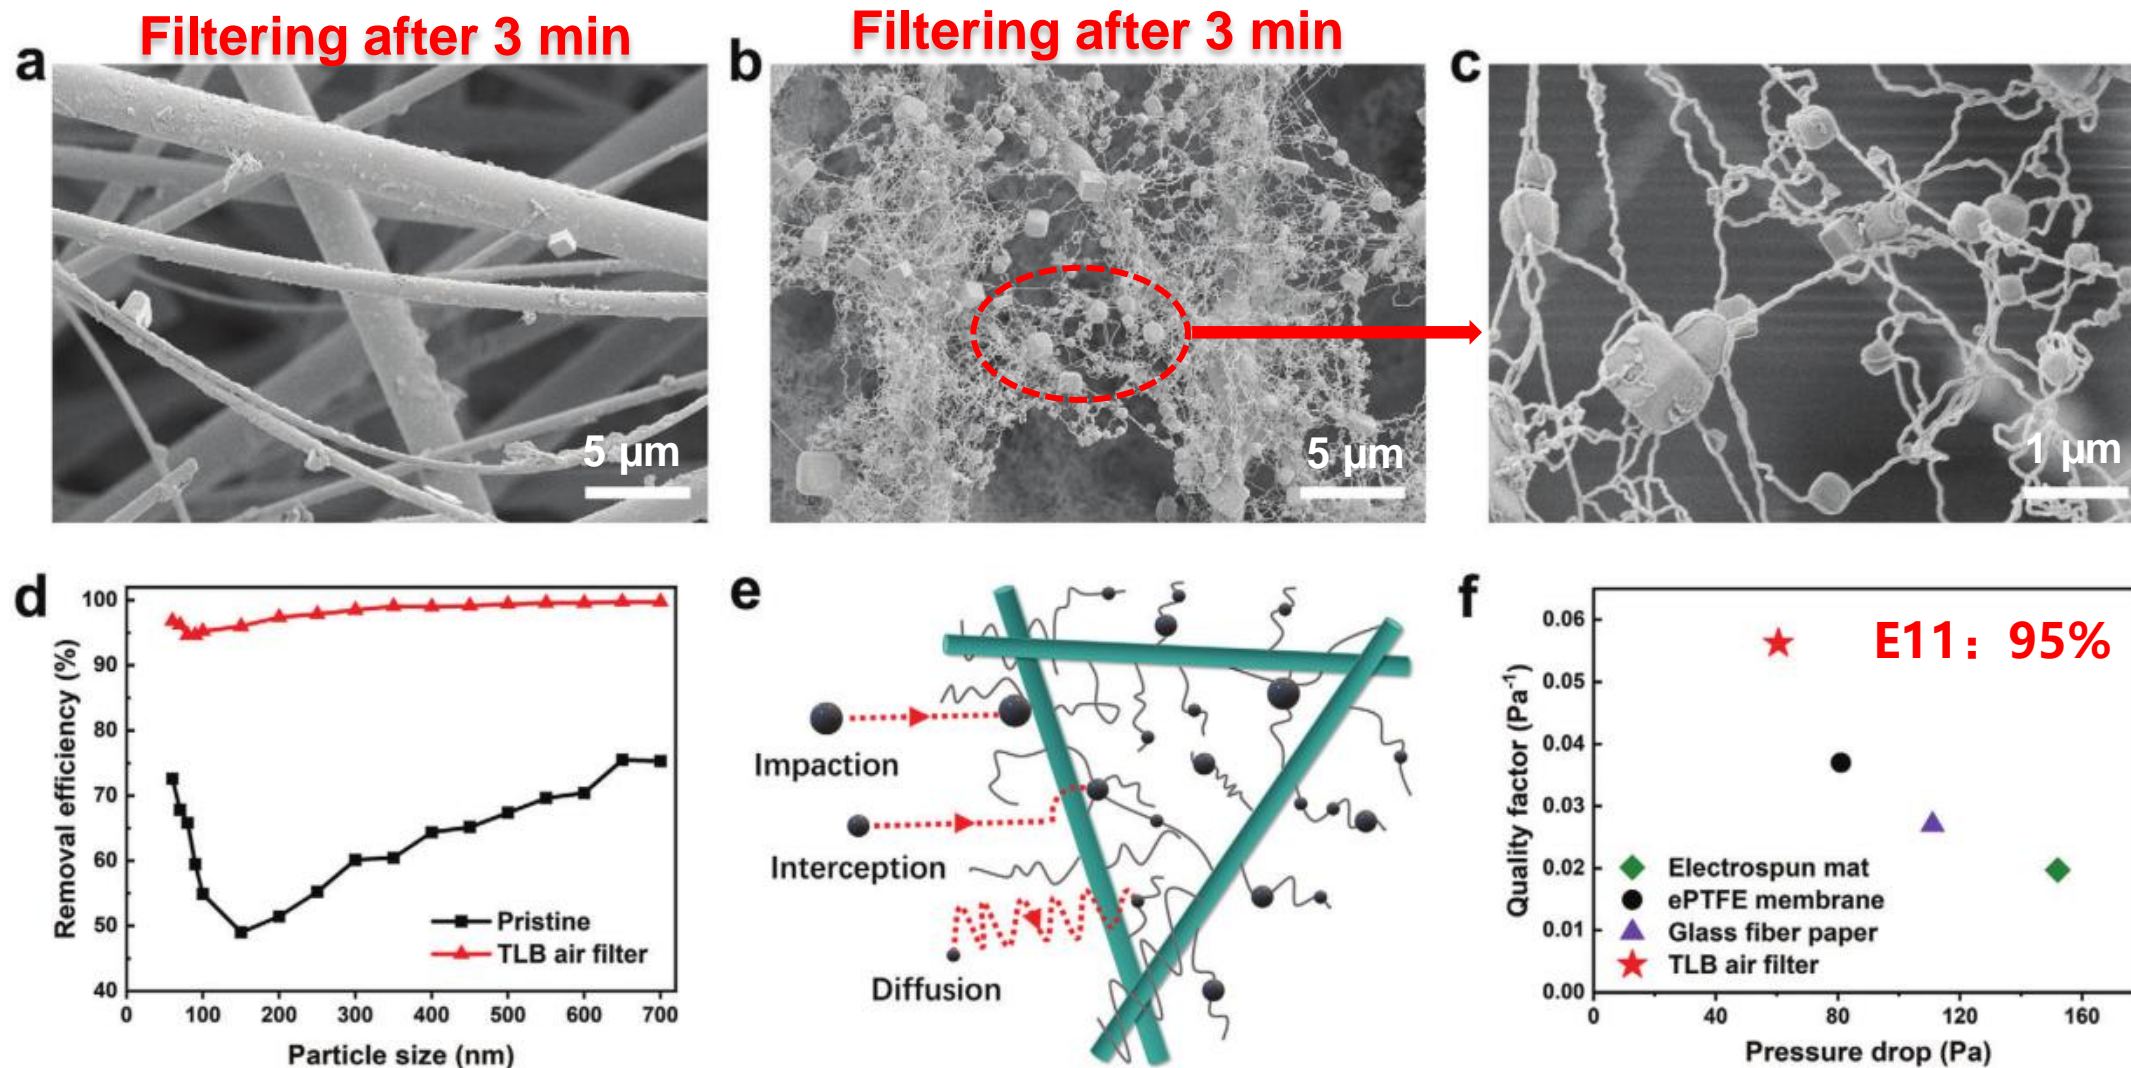 Filtering after 3 min
Filtering after 3 min
a
b
c
5 μm
5 μm
1 μm
d
100
90
80
70
60
50
40
0
100
200
300
400
500
600
700
Removal efficiency (%)
Particle size (nm)
Pristine
TLB air filter
e
Impaction
Interception
Diffusion
f
E11: 95%
0.06
0.05
0.04
0.03
0.02
0.01
0.00
0
40
80
120
160
Quality factor (Pa⁻¹)
Pressure drop (Pa)
Electrospun mat
ePTFE membrane
Glass fiber paper
TLB air filter